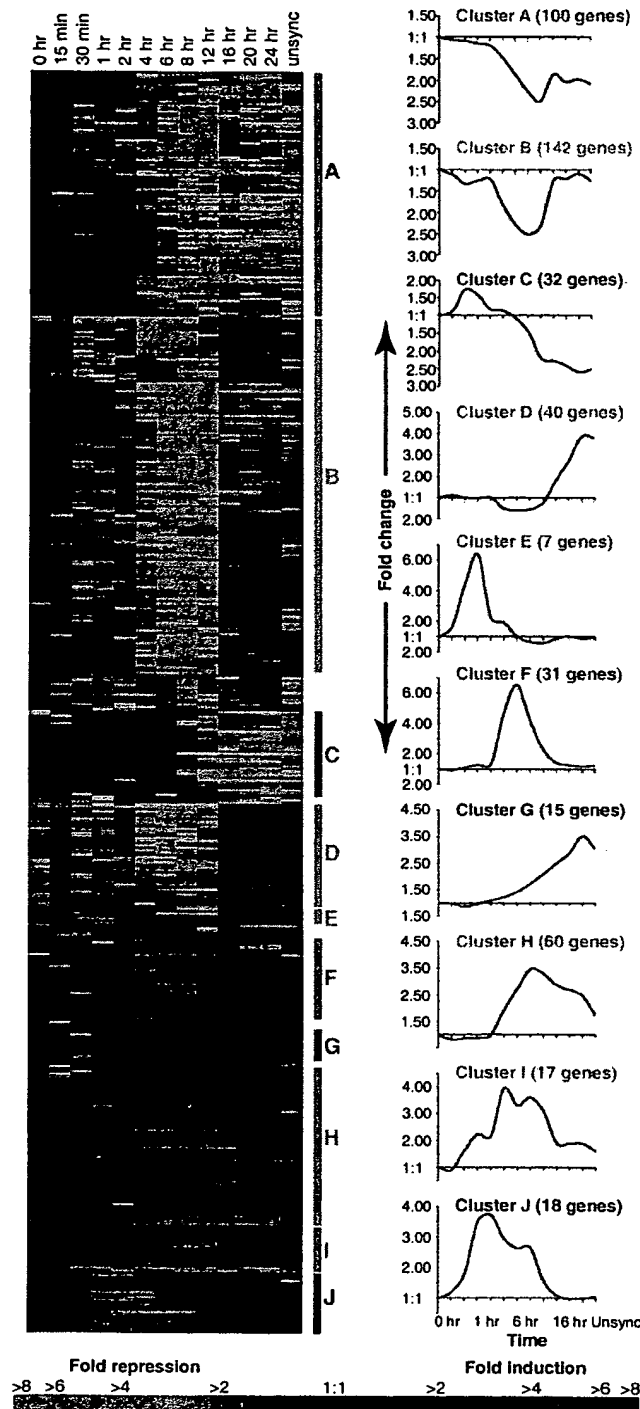 0 hr
15 min
30 min
1 hr
2 hr
4 hr
6 hr
8 hr
12 hr
16 hr
20 hr
24 hr
unsync
A
B
C
D
E
F
G
H
I
J
Fold change
Cluster A (100 genes)
1.50
1:1
1.50
2.00
2.50
3.00
Cluster B (142 genes)
1.50
1:1
1.50
2.00
2.50
3.00
Cluster C (32 genes)
2.00
1.50
1:1
1.50
2.00
2.50
3.00
Cluster D (40 genes)
5.00
4.00
3.00
2.00
1:1
2.00
Cluster E (7 genes)
6.00
4.00
2.00
1:1
2.00
Cluster F (31 genes)
6.00
4.00
2.00
1:1
2.00
Cluster G (15 genes)
4.50
3.50
2.50
1:1
1.50
Cluster H (60 genes)
4.50
3.50
2.50
1.50
1:1
Cluster I (17 genes)
4.00
3.00
2.00
1:1
Cluster J (18 genes)
4.00
3.00
2.00
1:1
0 hr 1 hr 6 hr 16 hr Unsync
Time
Fold repression Fold induction
>8 >6 >4 >2 1:1 >2 >4 >6 >8